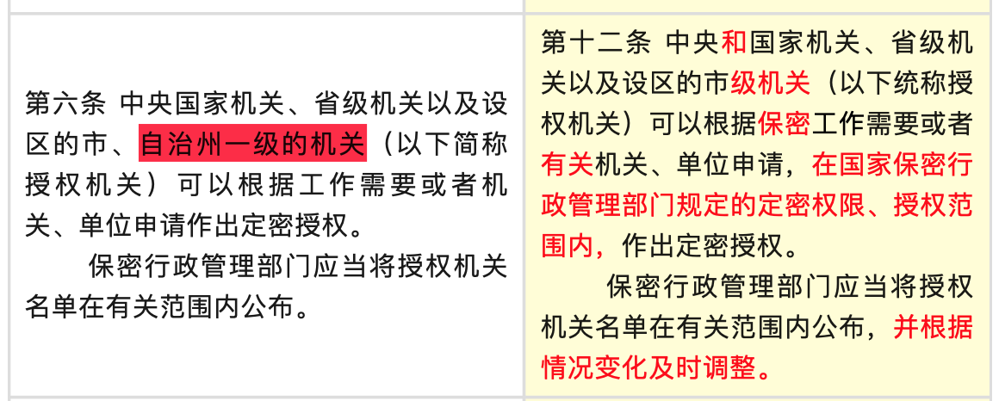 第六条 中央国家机关、省级机关以及设
区的市、自治州一级的机关（以下简称
授权机关）可以根据工作需要或者机
关、单位申请作出定密授权。
保密行政管理部门应当将授权机关
名单在有关范围内公布。
第十二条 中央和国家机关、省级机
关以及设区的市级机关（以下统称授
权机关）可以根据保密工作需要或者
有关机关、单位申请，在国家保密行
政管理部门规定的定密权限、授权范
围内，作出定密授权。
保密行政管理部门应当将授权
机关名单在有关范围内公布，并根据
情况变化及时调整。